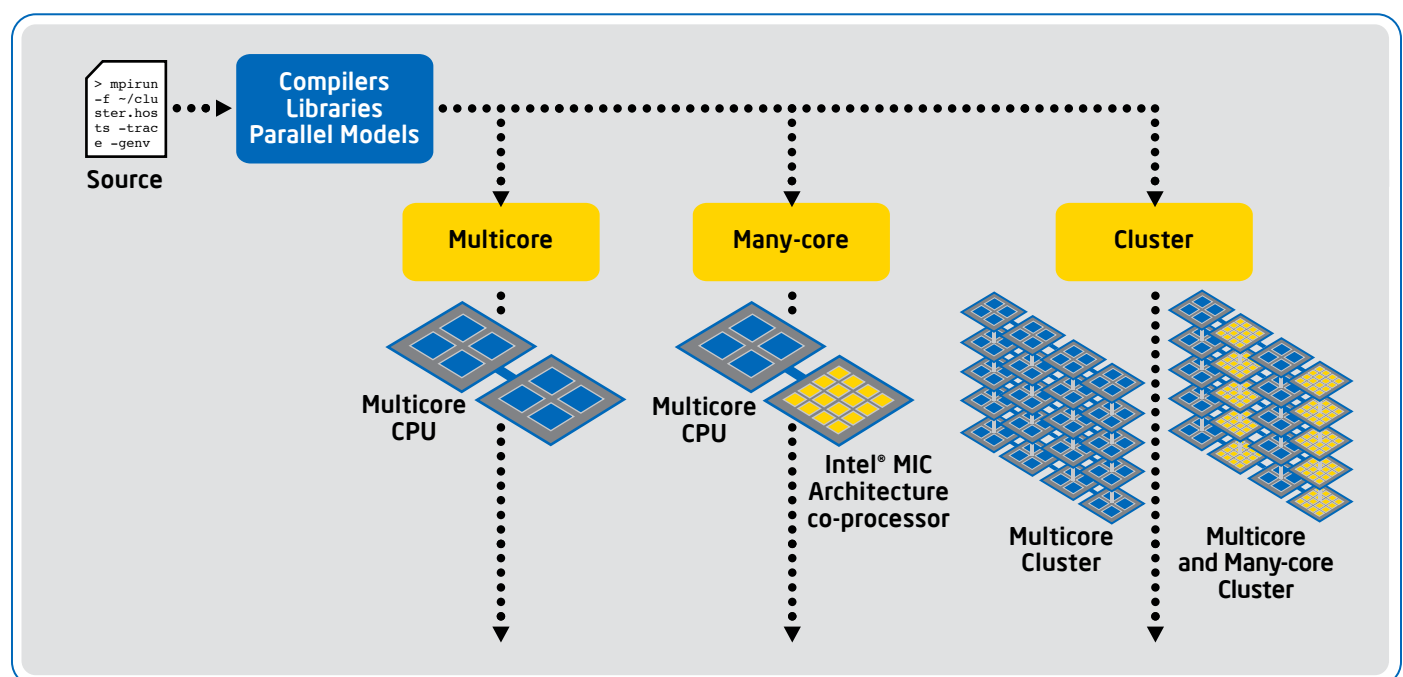 > mpirun
-f ~/clu
ster.hos
ts -trac
e -genv
Source
Compilers
Libraries
Parallel Models
Multicore
Many-core
Cluster
Multicore
CPU
Multicore
CPU
Intel® MIC
Architecture
co-processor
Multicore
Cluster
Multicore
and Many-core
Cluster